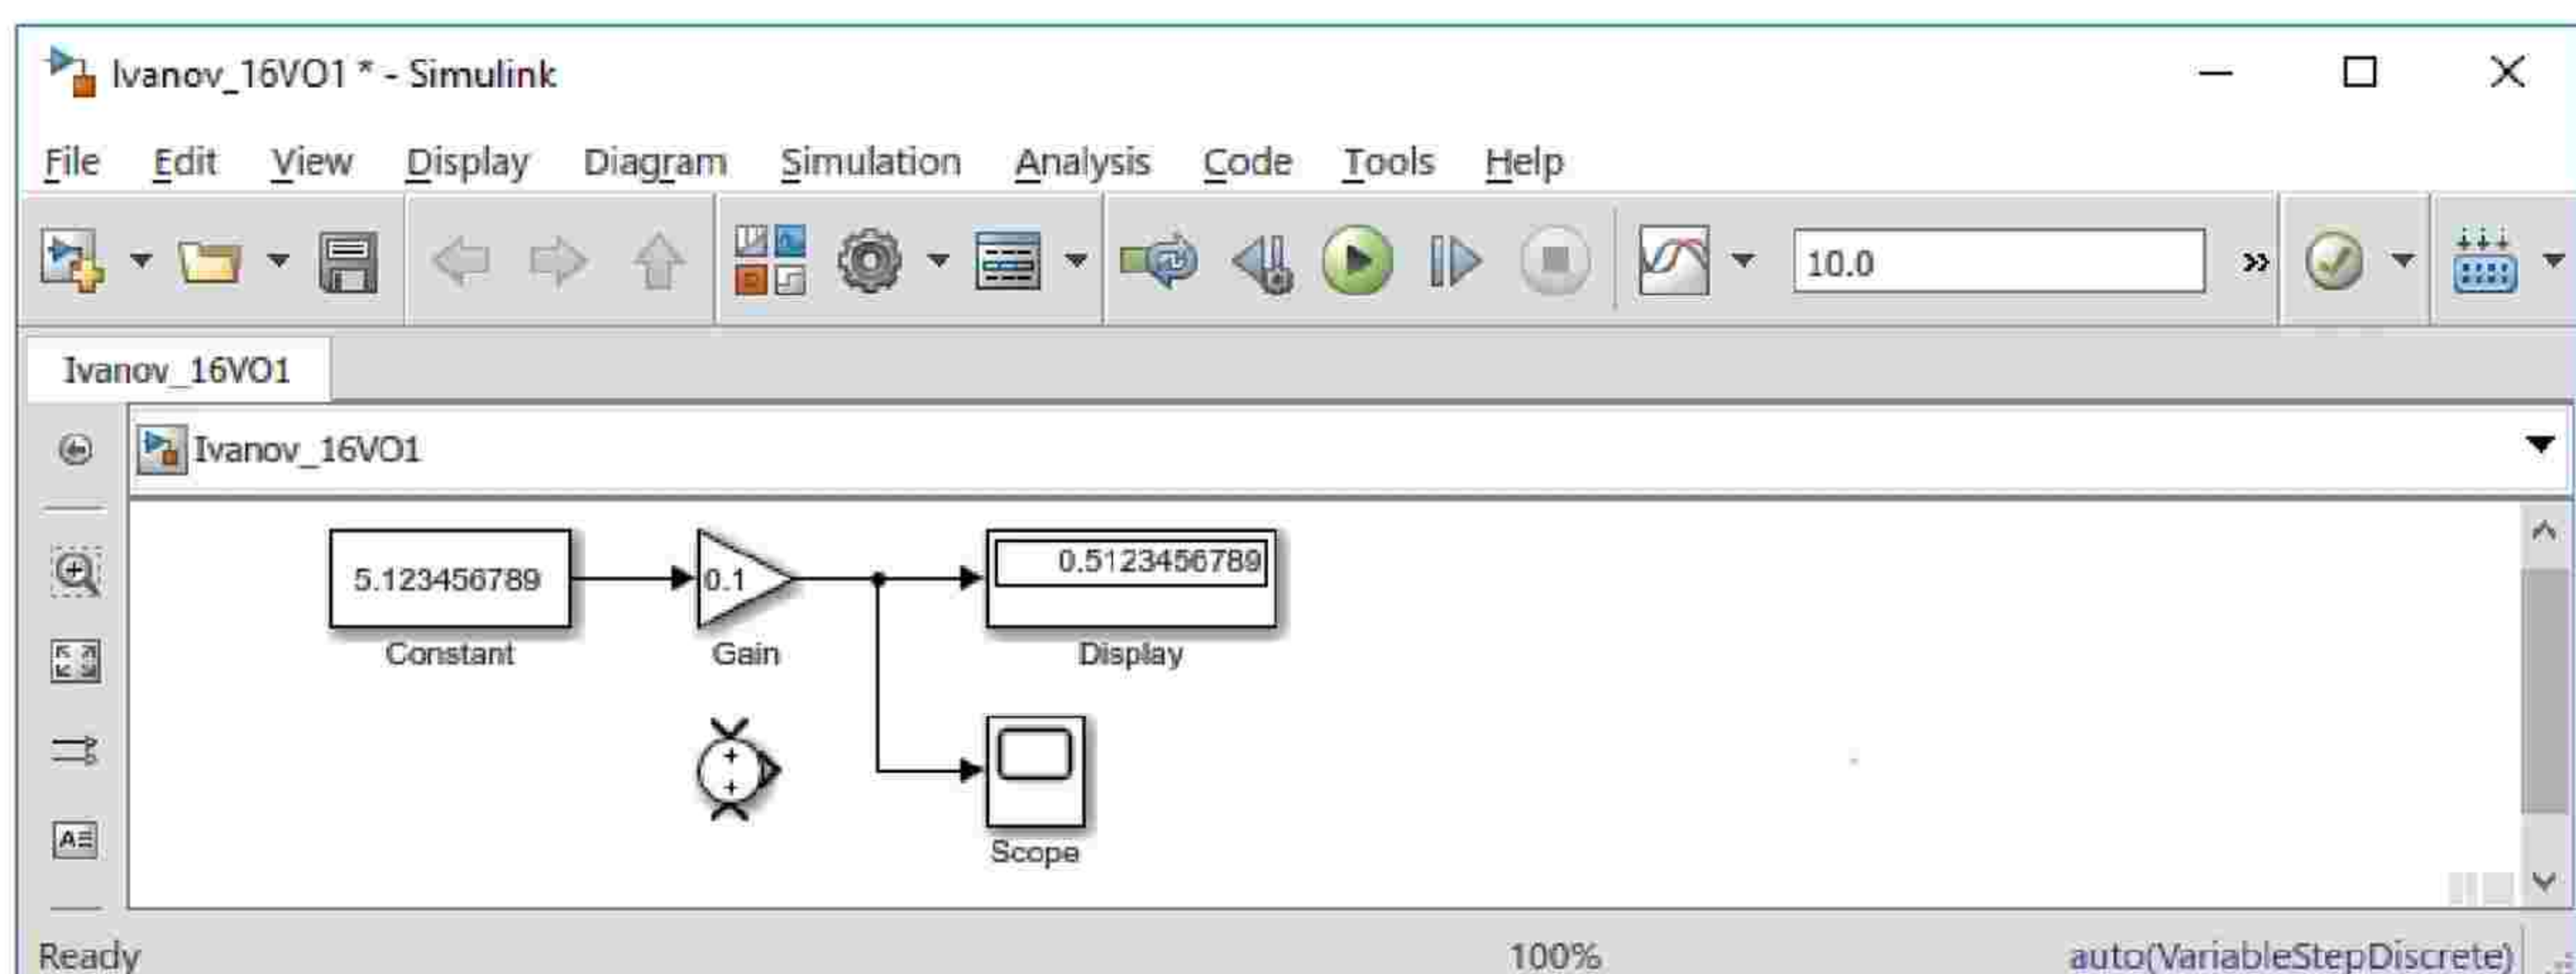 Ivanov_16VO1 * - Simulink
File Edit View Display Diagram Simulation Analysis Code Tools Help
10.0
Ivanov_16VO1
Ivanov_16VO1
5.123456789 0.1 0.5123456789
Constant Gain Display
+
+
Scope
A
Ready 100% auto(VariableStepDiscrete)